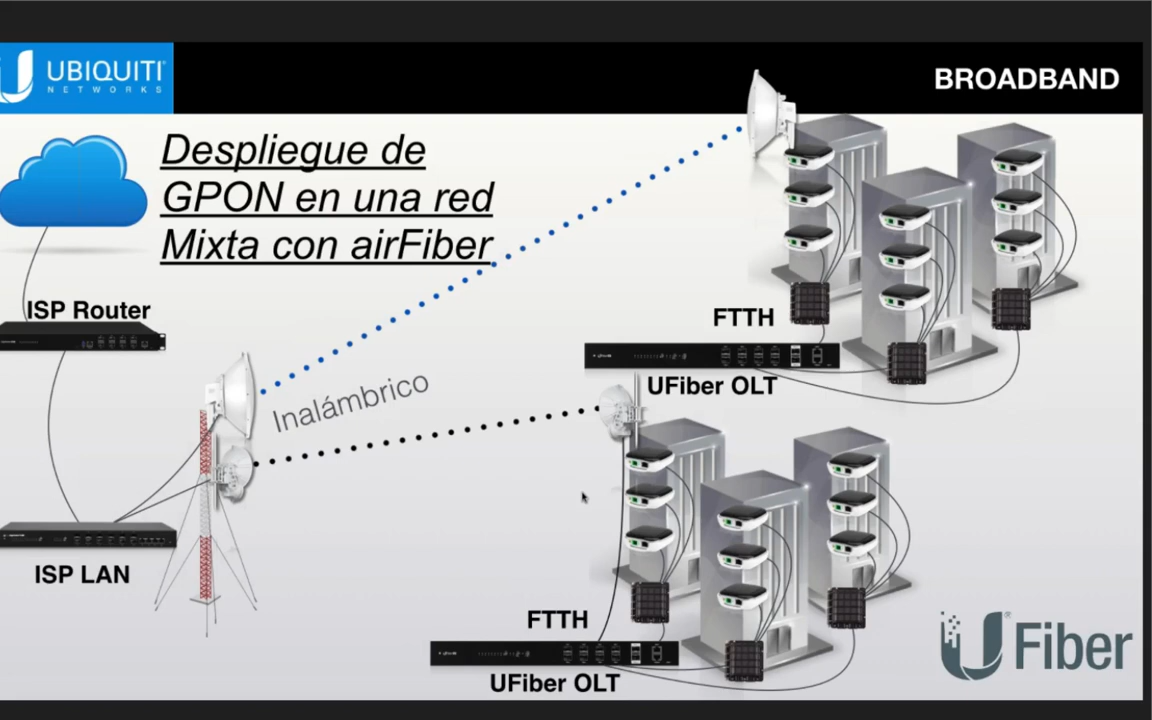 UBIQUITI
NETWORKS
BROADBAND
Despliegue de
GPON en una red
Mixta con airFiber
ISP Router
FTTH
UFiber OLT
Inalámbrico
ISP LAN
FTTH
UFiber OLT
U Fiber